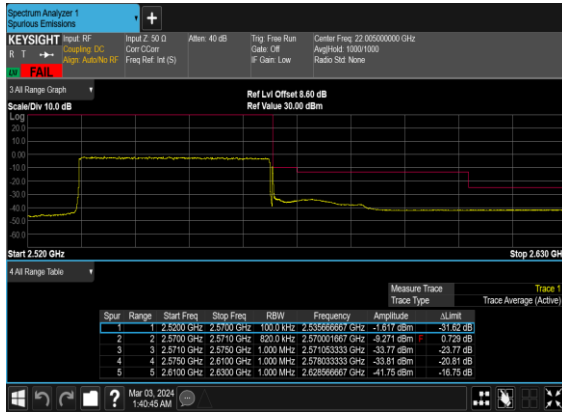 Spectrum Analyzer 1
Spurious Emissions
KEYSIGHT
R T
LXI
FAIL
Input: RF
Coupling: DC
Align: Auto/No RF
Input Z: 50 Ω
Corr CCorr
Freq Ref: Int (S)
Atten: 40 dB
Trig: Free Run
Gate: Off
IF Gain: Low
Center Freq: 22.005000000 GHz
Avg|Hold: 1000/1000
Radio Std: None
3 All Range Graph
Scale/Div 10.0 dB
Ref Lvl Offset 8.60 dB
Ref Value 30.00 dBm
Log
20.0
10.0
0.00
-10.0
-20.0
-30.0
-40.0
-50.0
-60.0
Start 2.520 GHz
Stop 2.630 GHz
4 All Range Table
Measure Trace Trace 1
Trace Type Trace Average (Active)
Spur Range Start Freq Stop Freq RBW Frequency Amplitude ΔLimit
1 1 2.5200 GHz 2.5700 GHz 100.0 kHz 2.535666667 GHz -1.617 dBm -31.62 dB
2 2 2.5700 GHz 2.5710 GHz 820.0 kHz 2.570001667 GHz -9.271 dBm F 0.729 dB
3 3 2.5710 GHz 2.5750 GHz 1.000 MHz 2.571053333 GHz -33.77 dBm -23.77 dB
4 4 2.5750 GHz 2.6100 GHz 1.000 MHz 2.578033333 GHz -33.81 dBm -20.81 dB
5 5 2.6100 GHz 2.6300 GHz 1.000 MHz 2.628566667 GHz -41.75 dBm -16.75 dB
Mar 03, 2024
1:40:45 AM